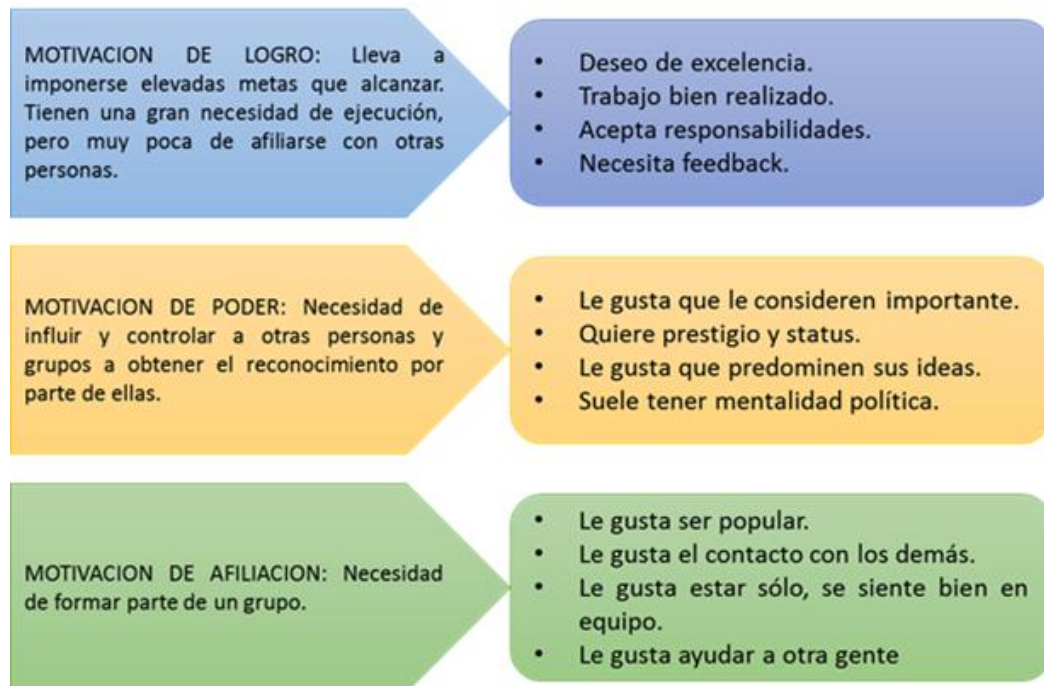 MOTIVACION DE LOGRO: Lleva a
imponerse elevadas metas que alcanzar.
Tienen una gran necesidad de ejecución,
pero muy poca de afiliarse con otras
personas.
• Deseo de excelencia.
• Trabajo bien realizado.
• Acepta responsabilidades.
• Necesita feedback.
MOTIVACION DE PODER: Necesidad de
influir y controlar a otras personas y
grupos a obtener el reconocimiento por
parte de ellas.
• Le gusta que le consideren importante.
• Quiere prestigio y status.
• Le gusta que predominen sus ideas.
• Suele tener mentalidad política.
MOTIVACION DE AFILIACION: Necesidad
de formar parte de un grupo.
• Le gusta ser popular.
• Le gusta el contacto con los demás.
• Le gusta estar sólo, se siente bien en
equipo.
• Le gusta ayudar a otra gente